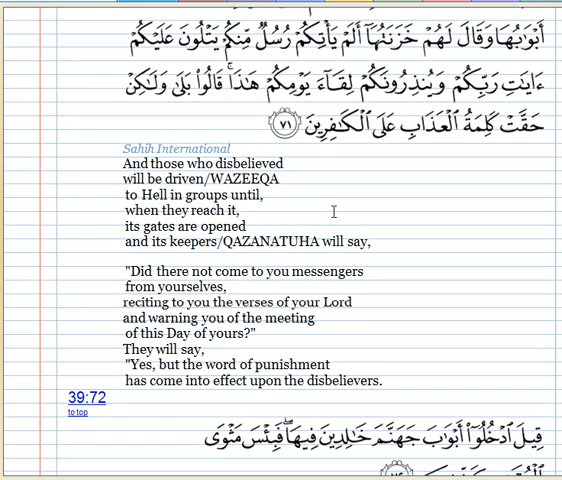 أَبْوَٰبُهَا وَقَالَ لَهُمْ خَزَنَتُهَآ أَلَمْ يَأْتِكُمْ رُسُلٌ مِّنكُمْ يَتْلُونَ عَلَيْكُمْ
ءَايَٰتِ رَبِّكُمْ وَيُنذِرُونَكُمْ لِقَآءَ يَوْمِكُمْ هَٰذَا ۚ قَالُوا۟ بَلَىٰ وَلَٰكِنْ
حَقَّتْ كَلِمَةُ ٱلْعَذَابِ عَلَى ٱلْكَٰفِرِينَ ٧١
Sahih International
And those who disbelieved
will be driven/WAZEEQA
to Hell in groups until,
when they reach it,
its gates are opened
and its keepers/QAZANATUHA will say,
"Did there not come to you messengers
from yourselves,
reciting to you the verses of your Lord
and warning you of the meeting
of this Day of yours?"
They will say,
"Yes, but the word of punishment
has come into effect upon the disbelievers.
39:72
to top
قِيلَ ٱدْخُلُوٓا۟ أَبْوَٰبَ جَهَنَّمَ خَٰلِدِينَ فِيهَا ۖ فَبِئْسَ مَثْوَى